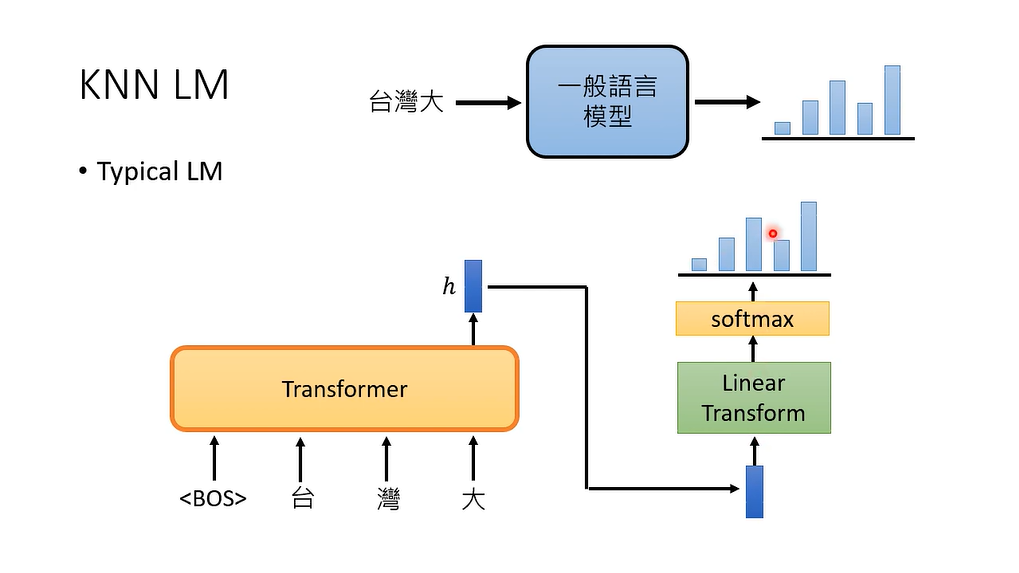 KNN LM
台灣大
一般語言
模型
• Typical LM
h
softmax
Transformer
Linear
Transform
<BOS>
台
灣
大